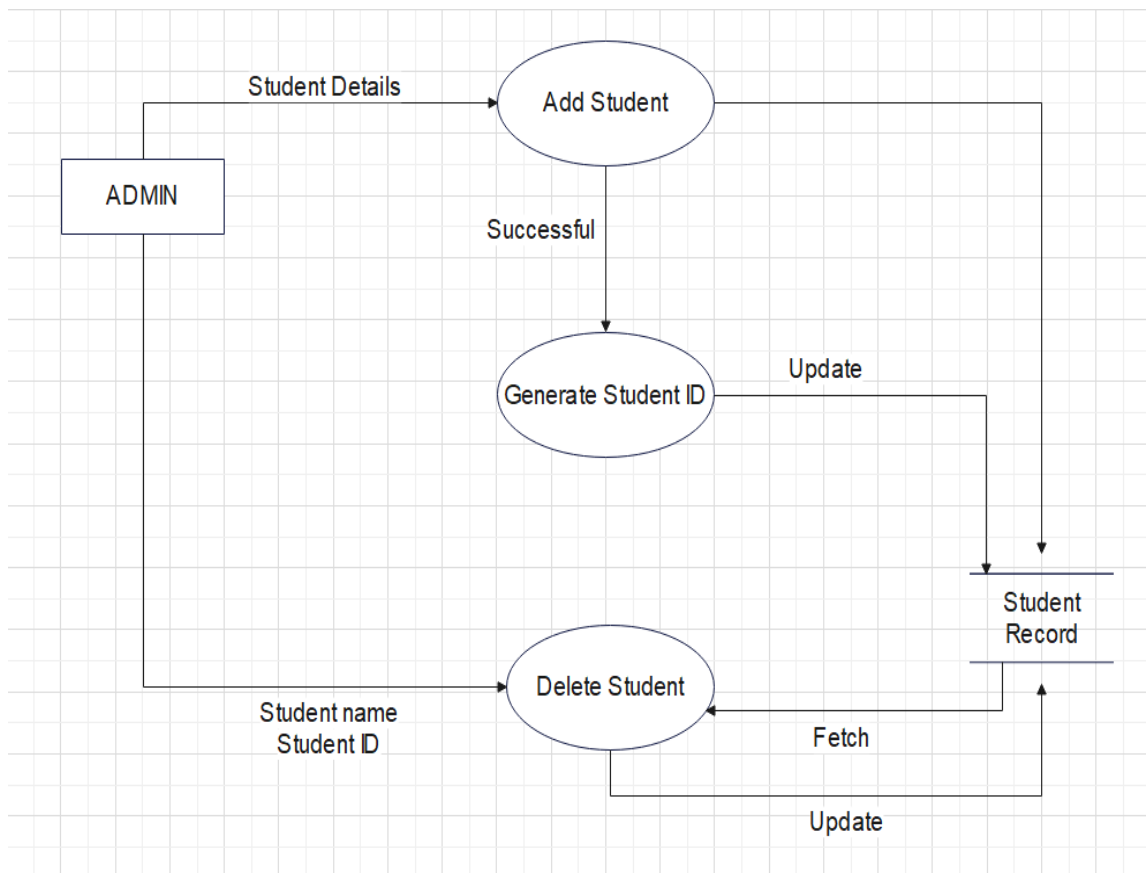 Student Details
Add Student
ADMIN
Successful
Generate Student ID
Update
Student
Record
Delete Student
Student name
Student ID
Fetch
Update